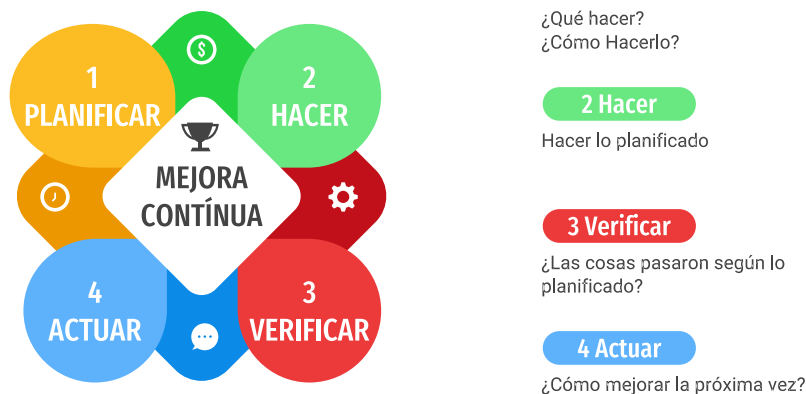 1
PLANIFICAR
2
HACER
MEJORA
CONTÍNUA
4
ACTUAR
3
VERIFICAR
¿Qué hacer?
¿Cómo Hacerlo?
2 Hacer
Hacer lo planificado
3 Verificar
¿Las cosas pasaron según lo
planificado?
4 Actuar
¿Cómo mejorar la próxima vez?